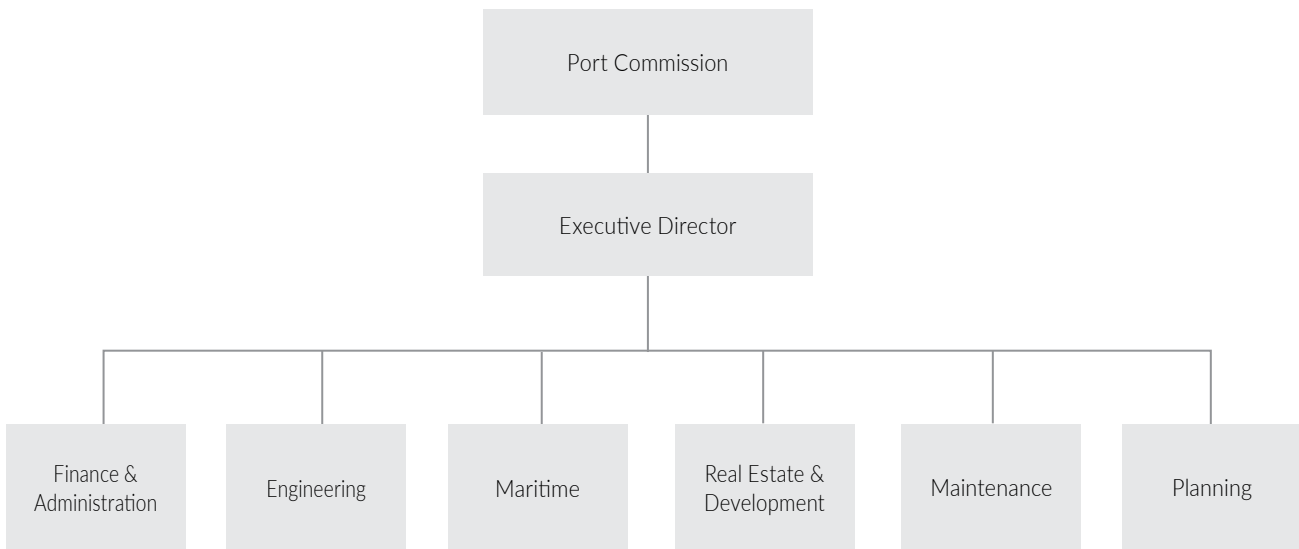 Port Commission
Executive Director
Finance &
Administration
Engineering
Maritime
Real Estate &
Development
Maintenance
Planning